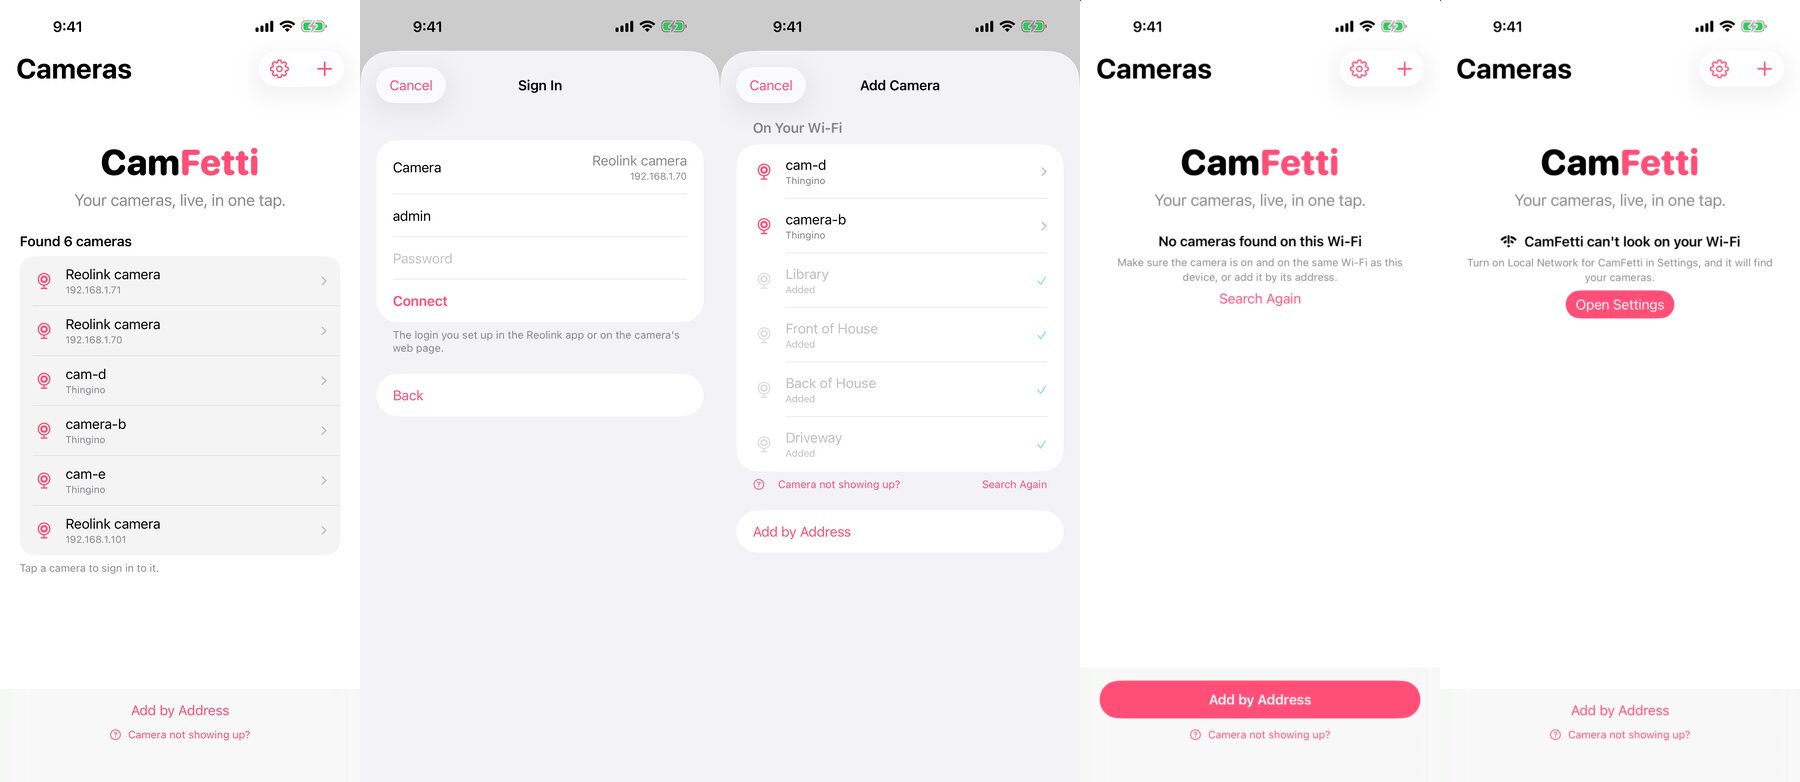 9:41
Cameras
CamFetti
Your cameras, live, in one tap.
Found 6 cameras
Reolink camera
192.168.1.71
Reolink camera
192.168.1.70
cam-d
Thingino
camera-b
Thingino
cam-e
Thingino
Reolink camera
192.168.1.101
Tap a camera to sign in to it.
Add by Address
Camera not showing up?
9:41
Cancel
Sign In
Camera
Reolink camera
192.168.1.70
admin
Password
Connect
The login you set up in the Reolink app or on the camera's
web page.
Back
9:41
Cancel
Add Camera
On Your Wi-Fi
cam-d
Thingino
camera-b
Thingino
Library
Added
Front of House
Added
Back of House
Added
Driveway
Added
Camera not showing up?
Search Again
Add by Address
9:41
Cameras
CamFetti
Your cameras, live, in one tap.
No cameras found on this Wi-Fi
Make sure the camera is on and on the same Wi-Fi as this
device, or add it by its address.
Search Again
Add by Address
Camera not showing up?
9:41
Cameras
CamFetti
Your cameras, live, in one tap.
CamFetti can't look on your Wi-Fi
Turn on Local Network for CamFetti in Settings, and it will find
your cameras.
Open Settings
Add by Address
Camera not showing up?